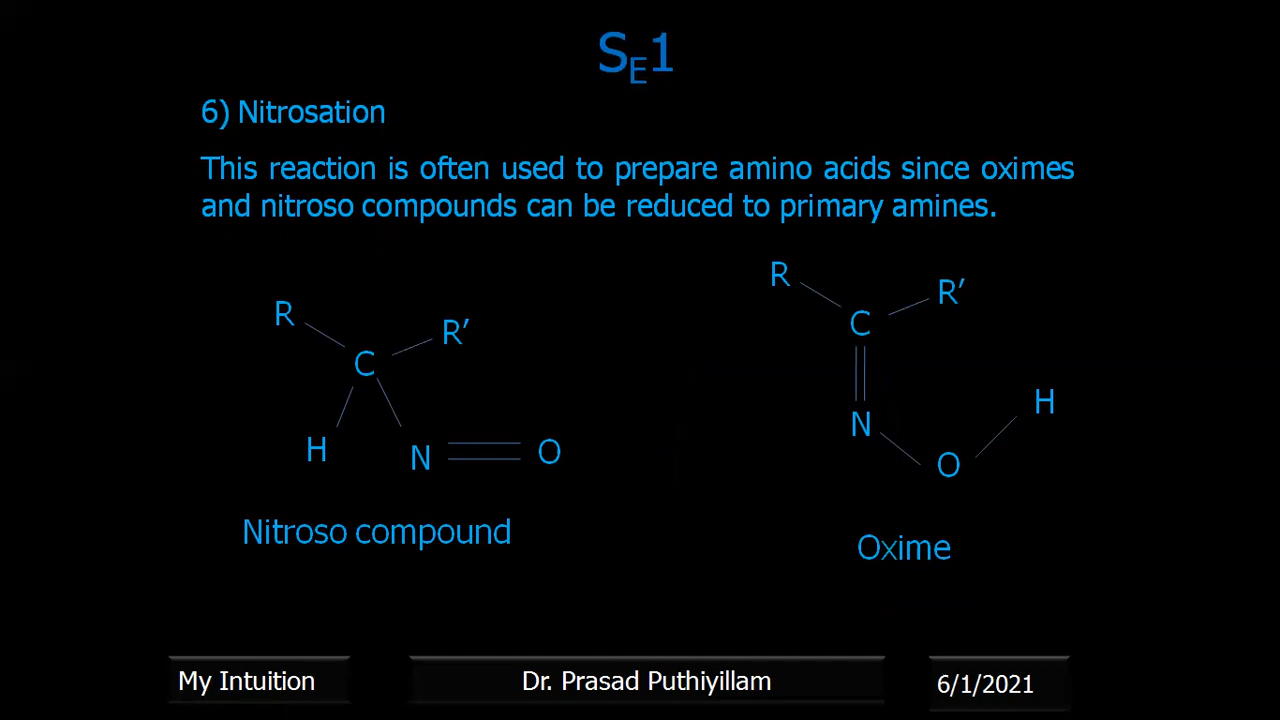 SE1
6) Nitrosation
This reaction is often used to prepare amino acids since oximes
and nitroso compounds can be reduced to primary amines.
R
R′
C
H
N
O
Nitroso compound
R
R′
C
N
H
O
Oxime
My Intuition
Dr. Prasad Puthiyillam
6/1/2021